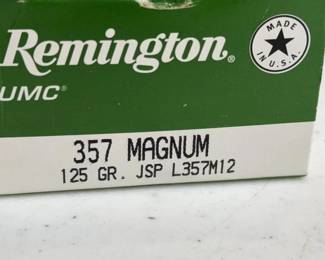 Remington®
MADE
IN U.S.A.
UMC®
357 MAGNUM
125 GR. JSP L357M12